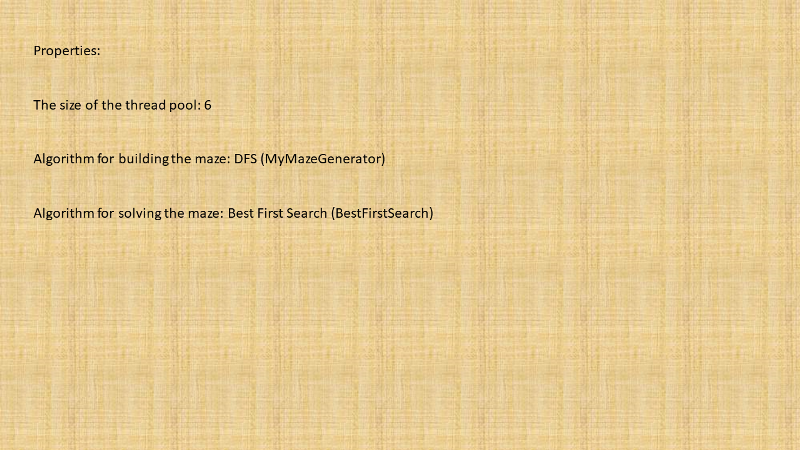 Properties:
The size of the thread pool: 6
Algorithm for building the maze: DFS (MyMazeGenerator)
Algorithm for solving the maze: Best First Search (BestFirstSearch)